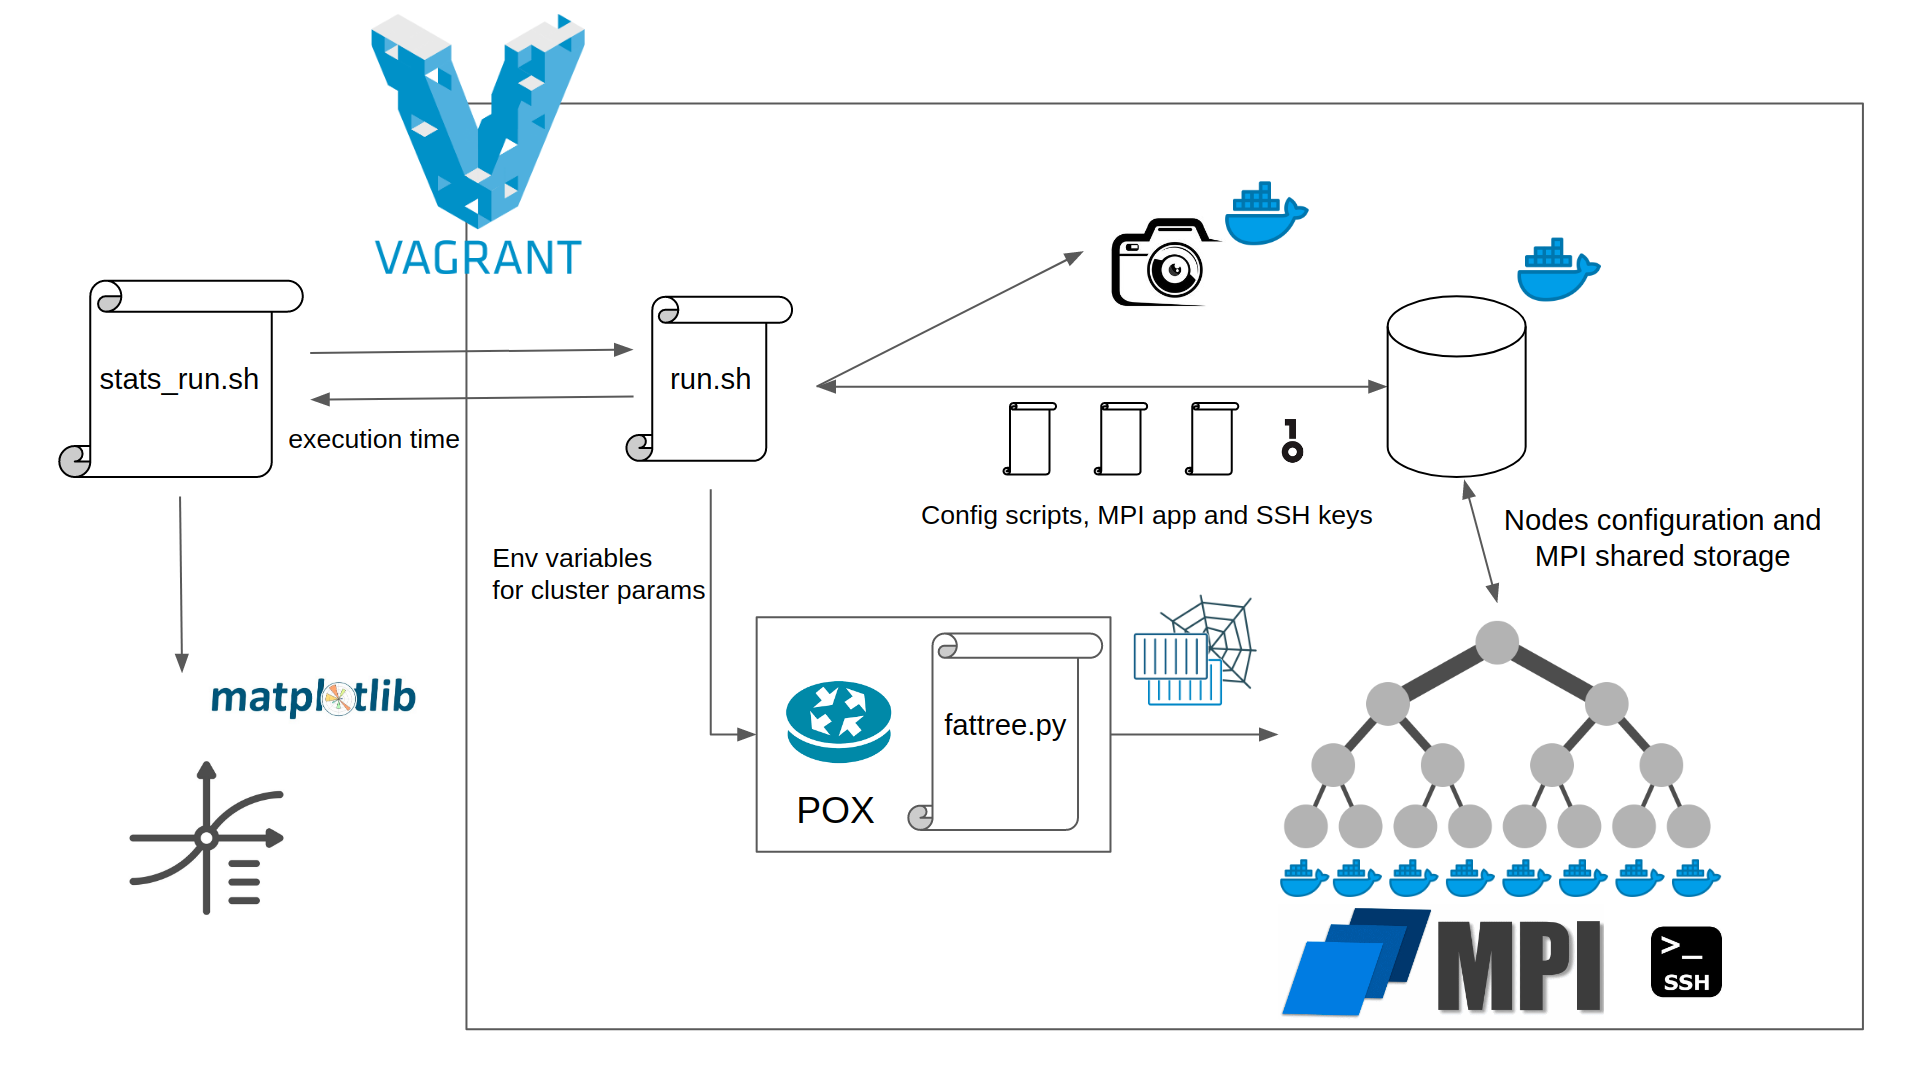 VAGRANT
stats_run.sh
run.sh
execution time
Config scripts, MPI app and SSH keys
Nodes configuration and
MPI shared storage
Env variables
for cluster params
matplotlib
fattree.py
POX
MPI
>_
SSH